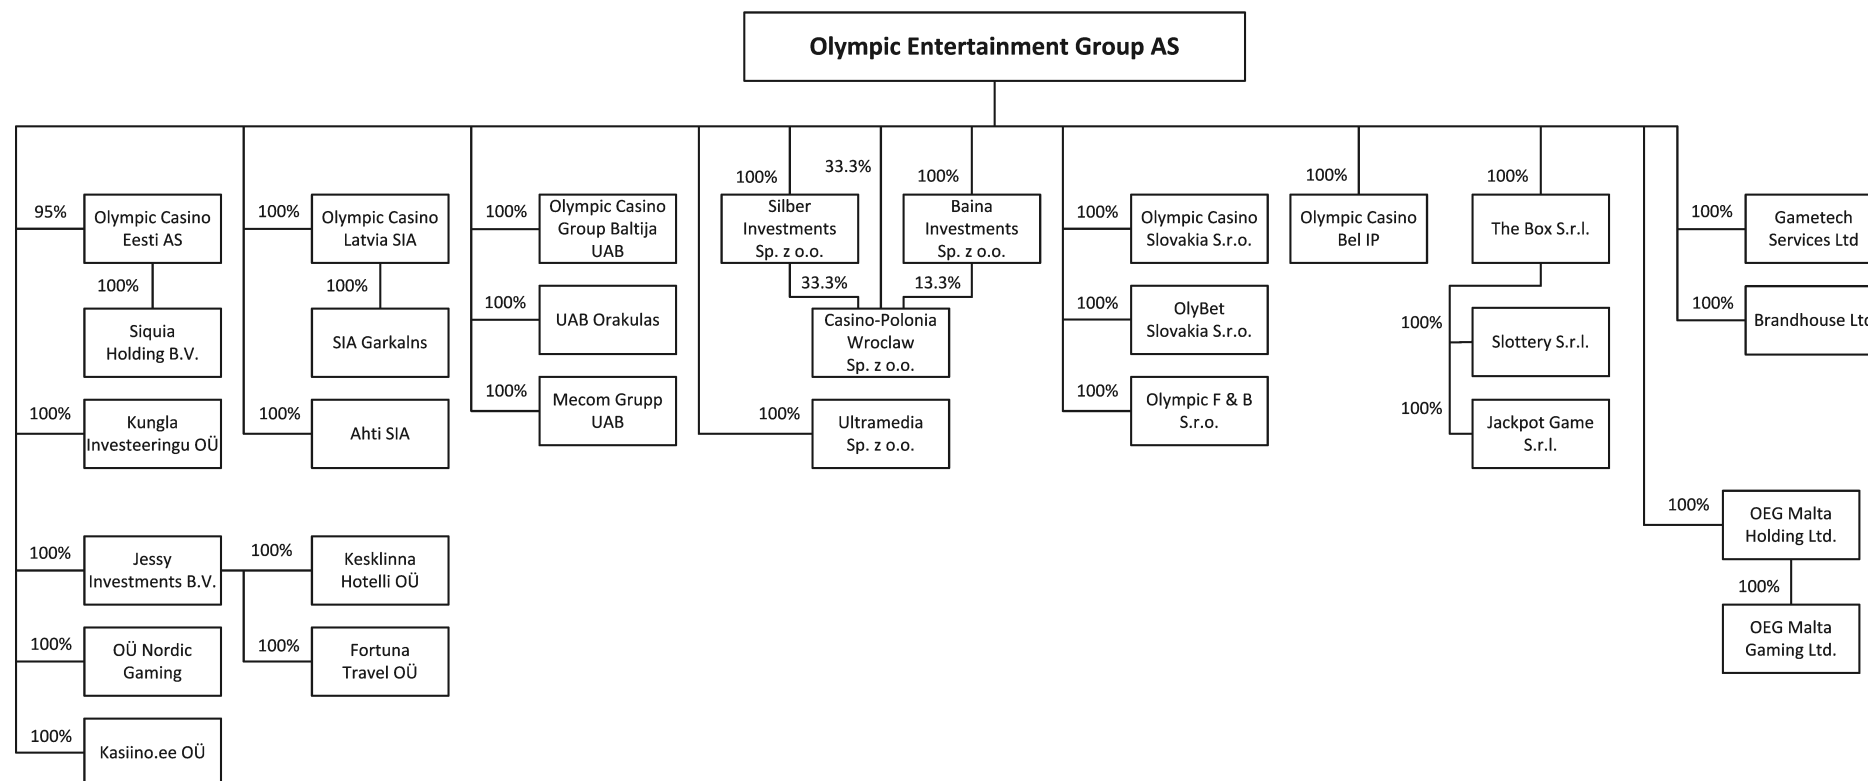 Olympic Entertainment Group AS
95%
Olympic Casino
Eesti AS
100%
Siquia
Holding B.V.
100%
Kungla
Investeeringu OÜ
100%
Jessy
Investments B.V.
100%
Kesklinna
Hotelli OÜ
100%
Fortuna
Travel OÜ
100%
OÜ Nordic
Gaming
100%
Kasiino.ee OÜ
100%
Olympic Casino
Latvia SIA
100%
SIA Garkalns
100%
Ahti SIA
100%
Olympic Casino
Group Baltija
UAB
100%
UAB Orakulas
100%
Mecom Grupp
UAB
100%
Silber
Investments
Sp. z o.o.
33.3%
33.3%
100%
Baina
Investments
Sp. z o.o.
13.3%
Casino-Polonia
Wroclaw
Sp. z o.o.
100%
Ultramedia
Sp. z o.o.
100%
Olympic Casino
Slovakia S.r.o.
100%
OlyBet
Slovakia S.r.o.
100%
Olympic F & B
S.r.o.
100%
Olympic Casino
Bel IP
100%
The Box S.r.l.
100%
Slottery S.r.l.
100%
Jackpot Game
S.r.l.
100%
Gametech
Services Ltd
100%
Brandhouse Ltd
100%
OEG Malta
Holding Ltd.
100%
OEG Malta
Gaming Ltd.